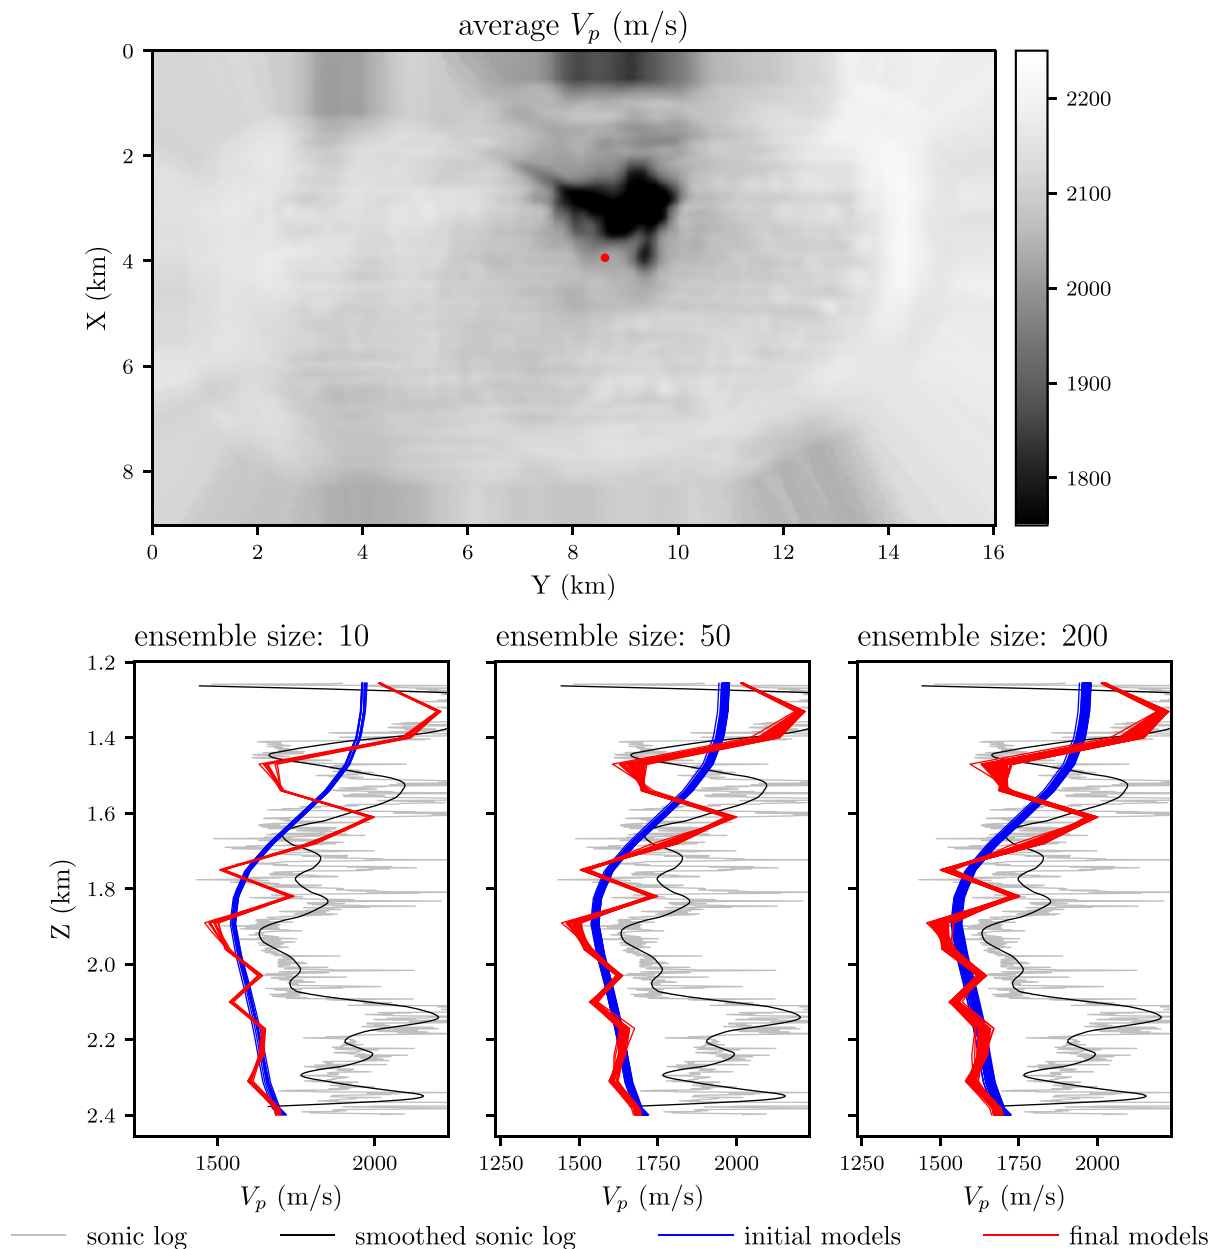 average Vp (m/s)
0
2
4
6
8
X (km)
0 2 4 6 8 10 12 14 16
Y (km)
2200
2100
2000
1900
1800
ensemble size: 10
ensemble size: 50
ensemble size: 200
1.2
1.4
1.6
1.8
2.0
2.2
2.4
Z (km)
1500 2000
1250 1500 1750 2000
1250 1500 1750 2000
Vp (m/s)
Vp (m/s)
Vp (m/s)
sonic log
smoothed sonic log
initial models
final models